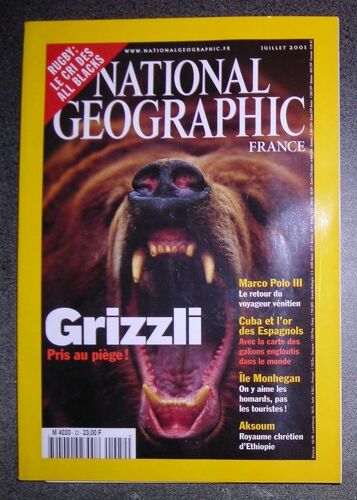 RUGBY:
LE CRI DES
ALL BLACKS
WWW.NATIONALGEOGRAPHIC.FR
JUILLET 2001
NATIONAL
GEOGRAPHIC
FRANCE
Marco Polo III
Le retour du
voyageur vénitien
Grizzli
Pris au piège !
Cuba et l'or
des Espagnols
Avec la carte des
galions engloutis
dans le monde
Île Monhegan
On y aime les
homards, pas
les touristes !
Aksoum
Royaume chrétien
d'Ethiopie
M 4020 - 22 - 23,00 F